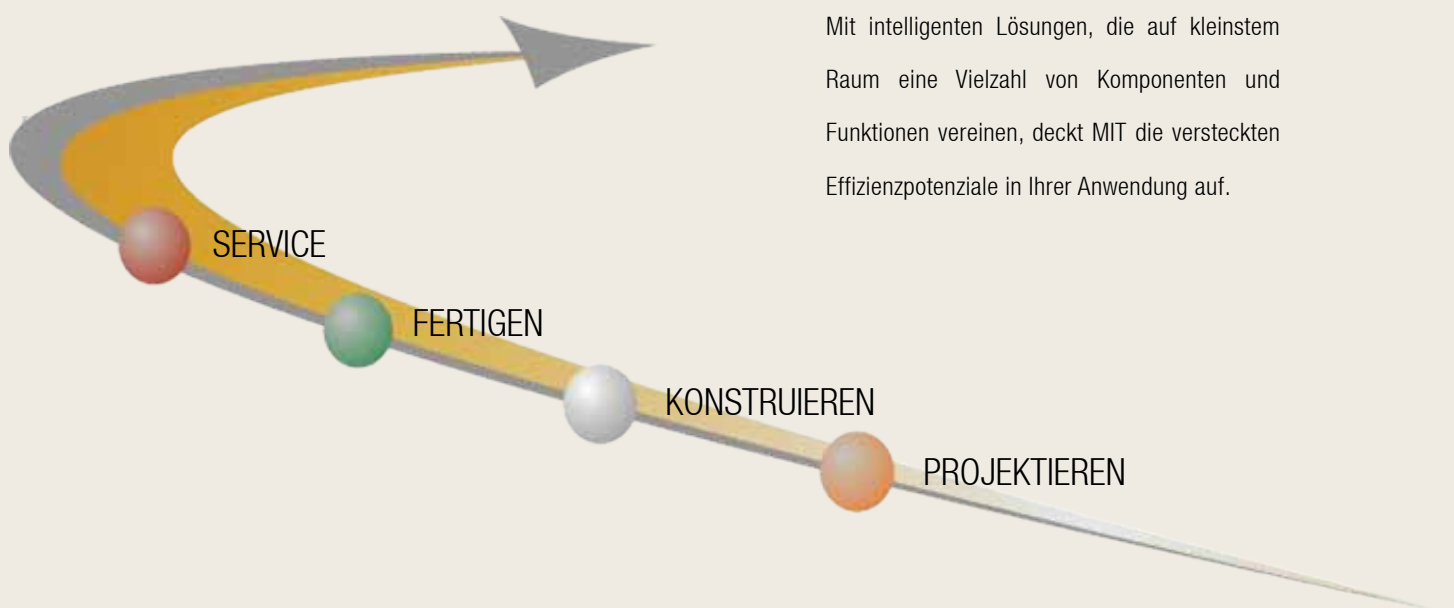 Mit intelligenten Lösungen, die auf kleinstem
Raum eine Vielzahl von Komponenten und
Funktionen vereinen, deckt MIT die versteckten
Effizienzpotenziale in Ihrer Anwendung auf.
SERVICE
FERTIGEN
KONSTRUIEREN
PROJEKTIEREN